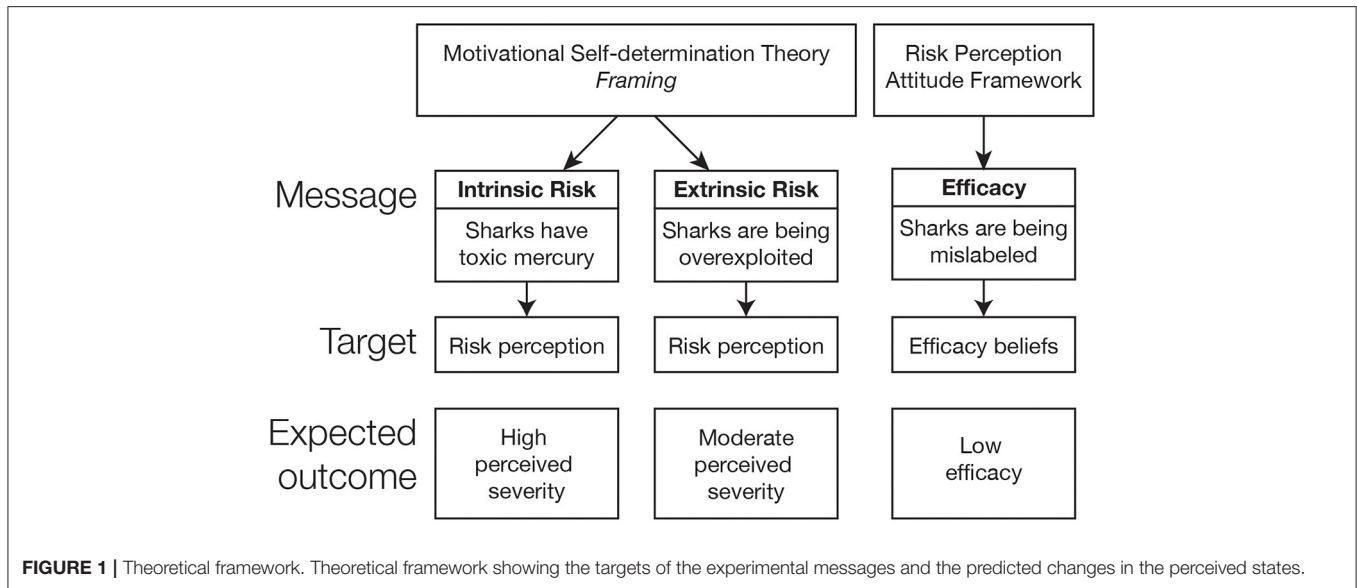 Motivational Self-determination Theory
Framing
Risk Perception
Attitude Framework
Message
Intrinsic Risk
Sharks have
toxic mercury
Extrinsic Risk
Sharks are being
overexploited
Efficacy
Sharks are being
mislabeled
Target
Risk perception
Risk perception
Efficacy beliefs
Expected
outcome
High
perceived
severity
Moderate
perceived
severity
Low
efficacy
FIGURE 1 | Theoretical framework. Theoretical framework showing the targets of the experimental messages and the predicted changes in the perceived states.